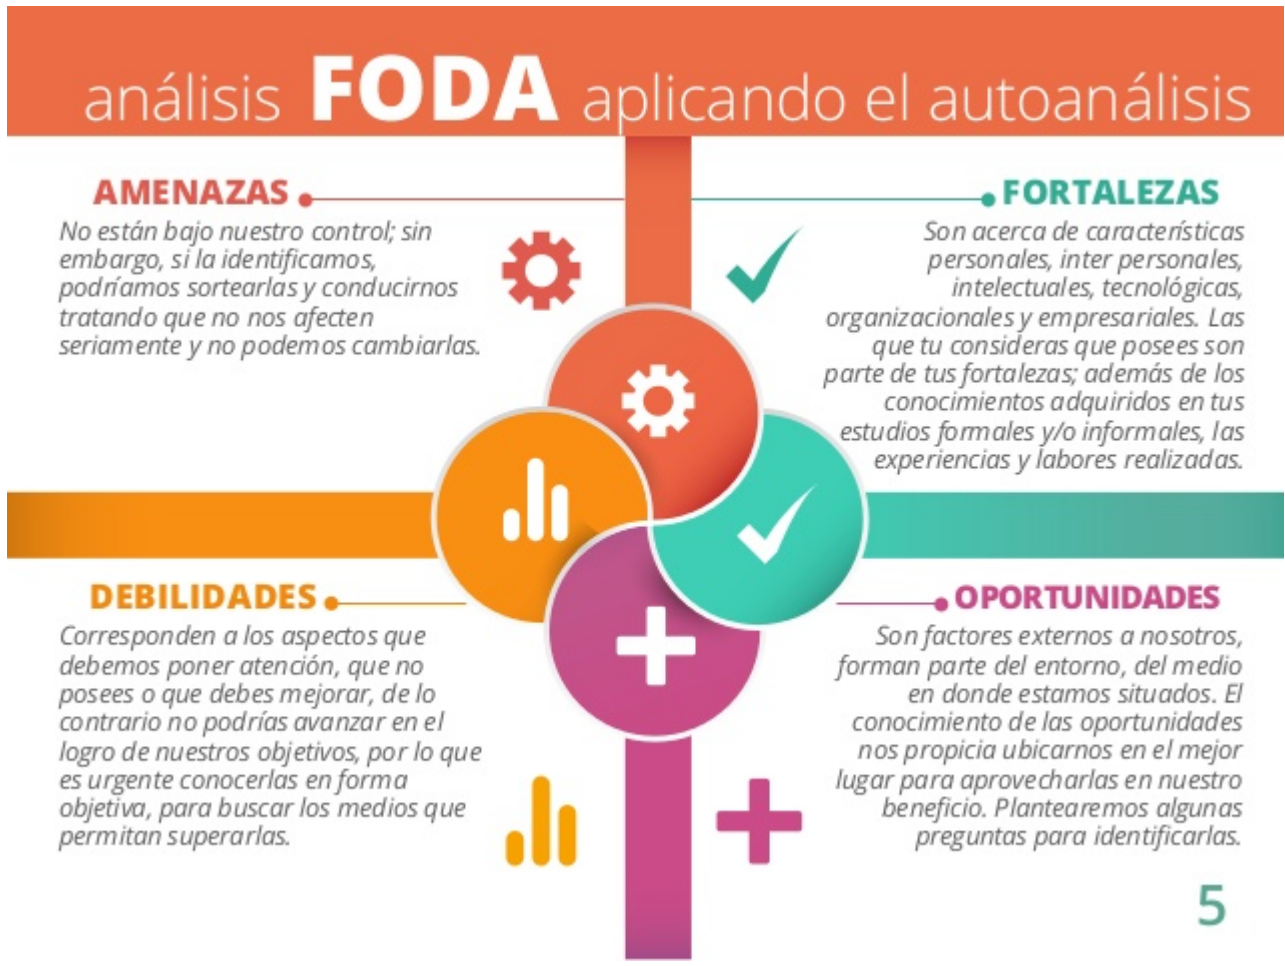 análisis FODA aplicando el autoanálisis
AMENAZAS
No están bajo nuestro control; sin
embargo, si la identificamos,
podríamos sortearlas y conducirnos
tratando que no nos afecten
seriamente y no podemos cambiarlas.
FORTALEZAS
Son acerca de características
personales, inter personales,
intelectuales, tecnológicas,
organizacionales y empresariales. Las
que tu consideras que posees son
parte de tus fortalezas; además de los
conocimientos adquiridos en tus
estudios formales y/o informales, las
experiencias y labores realizadas.
DEBILIDADES
Corresponden a los aspectos que
debemos poner atención, que no
posees o que debes mejorar, de lo
contrario no podrías avanzar en el
logro de nuestros objetivos, por lo que
es urgente conocerlas en forma
objetiva, para buscar los medios que
permitan superarlas.
OPORTUNIDADES
Son factores externos a nosotros,
forman parte del entorno, del medio
en donde estamos situados. El
conocimiento de las oportunidades
nos propicia ubicarnos en el mejor
lugar para aprovecharlas en nuestro
beneficio. Plantearemos algunas
preguntas para identificarlas.
5